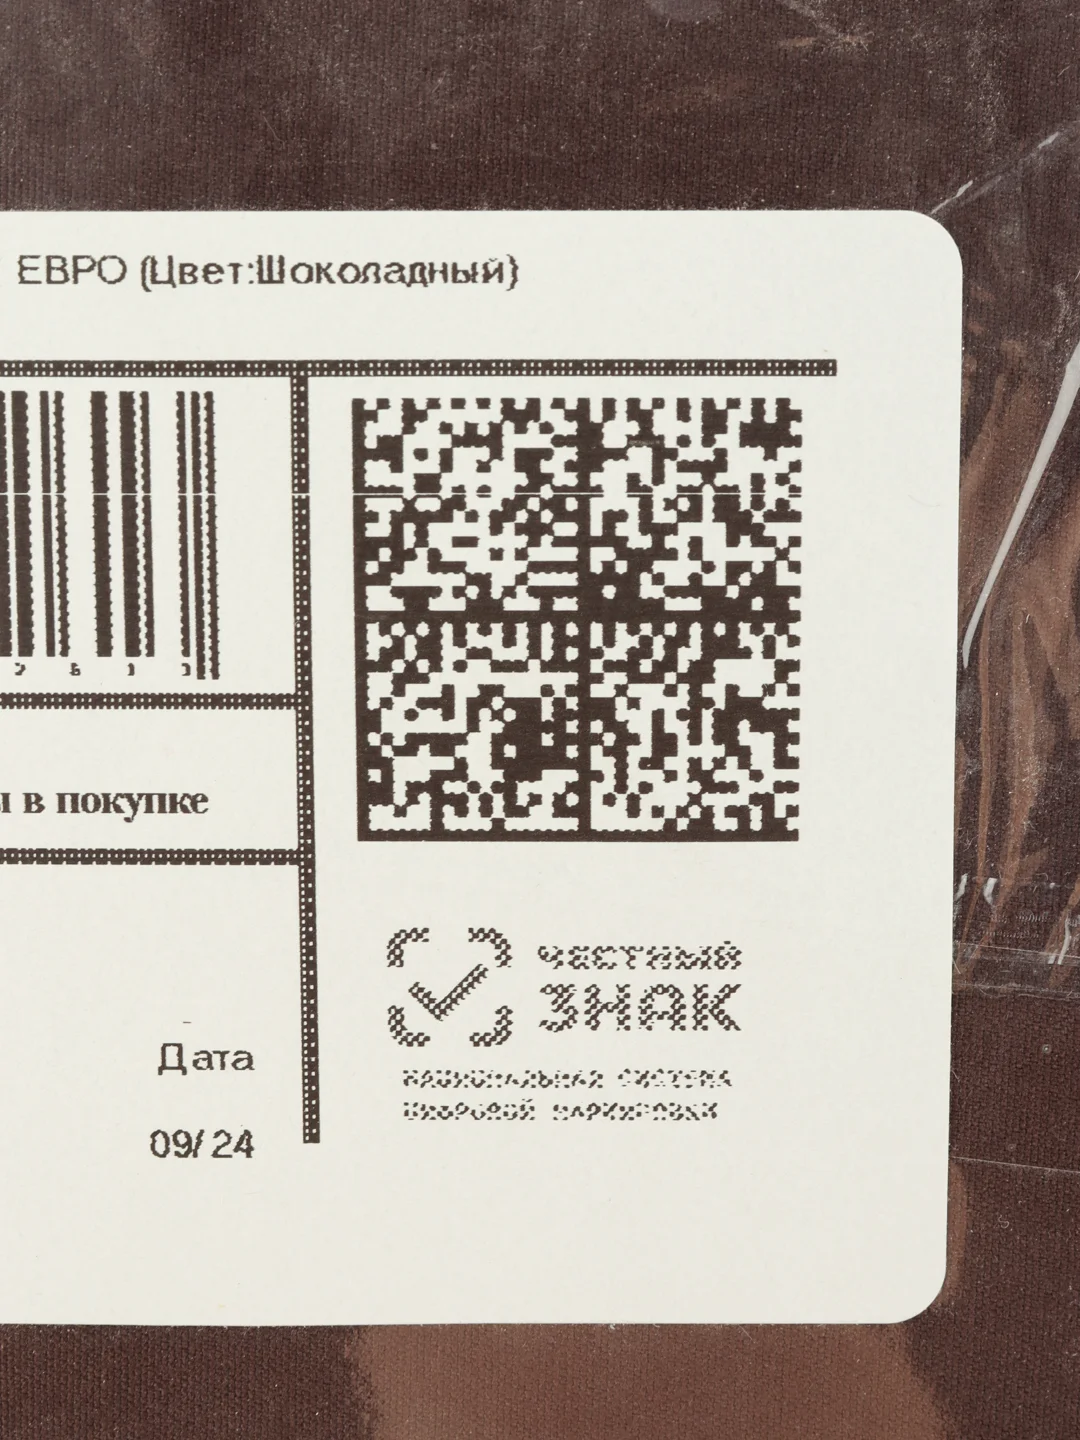 ЕВРО (Цвет:Шоколадный)
в покупке
ЧЕСТНЫЙ
ЗНАК
НАЦИОНАЛЬНАЯ СИСТЕМА
ЦИФРОВОЙ МАРКИРОВКИ
Дата
09/24